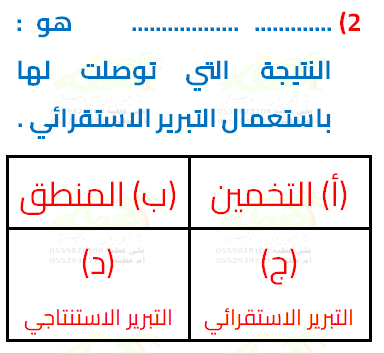 2) ............. .................. هو :
النتيجة التي توصلت لها
باستعمال التبرير الاستقرائي .
(أ) التخمين
(ب) المنطق
(ج)
التبرير الاستقرائي
(د)
التبرير الاستنتاجي